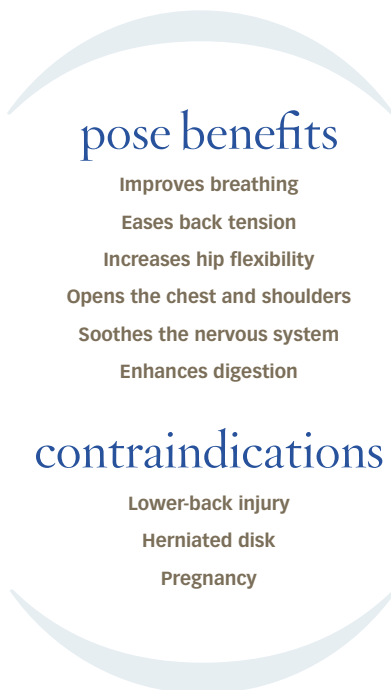 pose benefits
Improves breathing
Eases back tension
Increases hip flexibility
Opens the chest and shoulders
Soothes the nervous system
Enhances digestion
contraindications
Lower-back injury
Herniated disk
Pregnancy